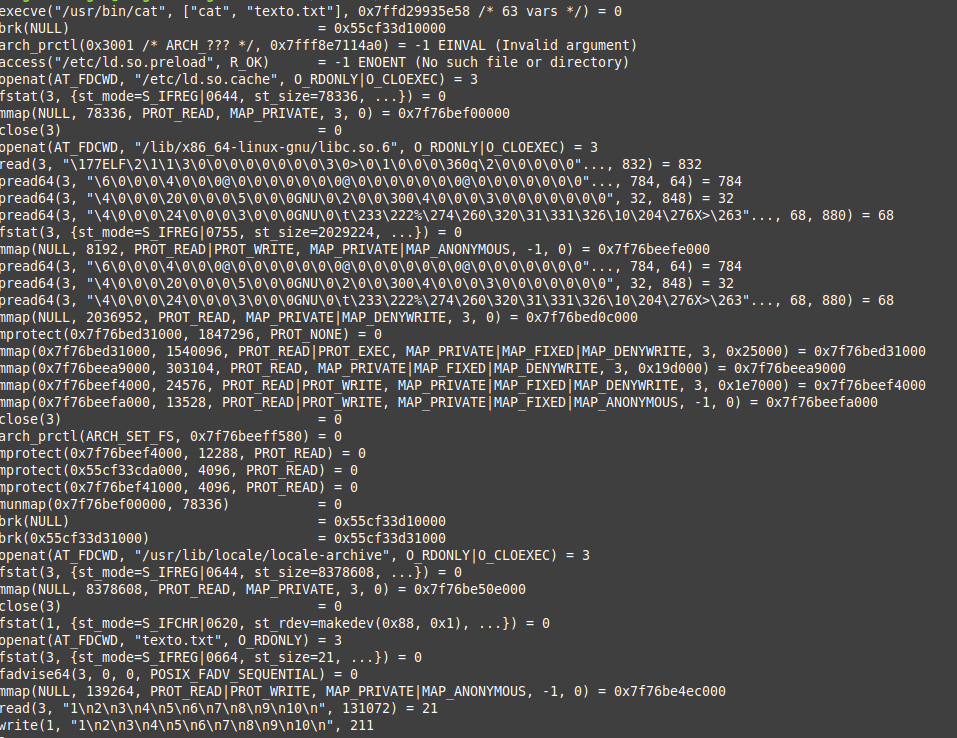 execve("/usr/bin/cat", ["cat", "texto.txt"], 0x7ffd29935e58 /* 63 vars */) = 0
brk(NULL)                               = 0x55cf33d10000
arch_prctl(0x3001 /* ARCH_??? */, 0x7fff8e7114a0) = -1 EINVAL (Invalid argument)
access("/etc/ld.so.preload", R_OK)      = -1 ENOENT (No such file or directory)
openat(AT_FDCWD, "/etc/ld.so.cache", O_RDONLY|O_CLOEXEC) = 3
fstat(3, {st_mode=S_IFREG|0644, st_size=78336, ...}) = 0
mmap(NULL, 78336, PROT_READ, MAP_PRIVATE, 3, 0) = 0x7f76bef00000
close(3)                                = 0
openat(AT_FDCWD, "/lib/x86_64-linux-gnu/libc.so.6", O_RDONLY|O_CLOEXEC) = 3
read(3, "\177ELF\2\1\1\3\0\0\0\0\0\0\0\0\3\0>\0\1\0\0\0\360q\2\0\0\0\0\0"..., 832) = 832
pread64(3, "\6\0\0\0\4\0\0\0@\0\0\0\0\0\0\0@\0\0\0\0\0\0\0@\0\0\0\0\0\0\0"..., 784, 64) = 784
pread64(3, "\4\0\0\0\20\0\0\0\5\0\0\0GNU\0\2\0\0\300\4\0\0\0\3\0\0\0\0\0\0\0", 32, 848) = 32
pread64(3, "\4\0\0\0\24\0\0\0\3\0\0\0GNU\0\t\233\222%\274\260\320\31\331\326\10\204\276X>\263"..., 68, 880) = 68
fstat(3, {st_mode=S_IFREG|0755, st_size=2029224, ...}) = 0
mmap(NULL, 8192, PROT_READ|PROT_WRITE, MAP_PRIVATE|MAP_ANONYMOUS, -1, 0) = 0x7f76beefe000
pread64(3, "\6\0\0\0\4\0\0\0@\0\0\0\0\0\0\0@\0\0\0\0\0\0\0@\0\0\0\0\0\0\0"..., 784, 64) = 784
pread64(3, "\4\0\0\0\20\0\0\0\5\0\0\0GNU\0\2\0\0\300\4\0\0\0\3\0\0\0\0\0\0\0", 32, 848) = 32
pread64(3, "\4\0\0\0\24\0\0\0\3\0\0\0GNU\0\t\233\222%\274\260\320\31\331\326\10\204\276X>\263"..., 68, 880) = 68
mmap(NULL, 2036952, PROT_READ, MAP_PRIVATE|MAP_DENYWRITE, 3, 0) = 0x7f76bed0c000
mprotect(0x7f76bed31000, 1847296, PROT_NONE) = 0
mmap(0x7f76bed31000, 1540096, PROT_READ|PROT_EXEC, MAP_PRIVATE|MAP_FIXED|MAP_DENYWRITE, 3, 0x25000) = 0x7f76bed31000
mmap(0x7f76beea9000, 303104, PROT_READ, MAP_PRIVATE|MAP_FIXED|MAP_DENYWRITE, 3, 0x19d000) = 0x7f76beea9000
mmap(0x7f76beef4000, 24576, PROT_READ|PROT_WRITE, MAP_PRIVATE|MAP_FIXED|MAP_DENYWRITE, 3, 0x1e7000) = 0x7f76beef4000
mmap(0x7f76beefa000, 13528, PROT_READ|PROT_WRITE, MAP_PRIVATE|MAP_FIXED|MAP_ANONYMOUS, -1, 0) = 0x7f76beefa000
close(3)                                = 0
arch_prctl(ARCH_SET_FS, 0x7f76beeff580) = 0
mprotect(0x7f76beef4000, 12288, PROT_READ) = 0
mprotect(0x55cf33cda000, 4096, PROT_READ) = 0
mprotect(0x7f76bef41000, 4096, PROT_READ) = 0
munmap(0x7f76bef00000, 78336)           = 0
brk(NULL)                               = 0x55cf33d10000
brk(0x55cf33d31000)                     = 0x55cf33d31000
openat(AT_FDCWD, "/usr/lib/locale/locale-archive", O_RDONLY|O_CLOEXEC) = 3
fstat(3, {st_mode=S_IFREG|0644, st_size=8378608, ...}) = 0
mmap(NULL, 8378608, PROT_READ, MAP_PRIVATE, 3, 0) = 0x7f76be50e000
close(3)                                = 0
fstat(1, {st_mode=S_IFCHR|0620, st_rdev=makedev(0x88, 0x1), ...}) = 0
openat(AT_FDCWD, "texto.txt", O_RDONLY) = 3
fstat(3, {st_mode=S_IFREG|0664, st_size=21, ...}) = 0
fadvise64(3, 0, 0, POSIX_FADV_SEQUENTIAL) = 0
mmap(NULL, 139264, PROT_READ|PROT_WRITE, MAP_PRIVATE|MAP_ANONYMOUS, -1, 0) = 0x7f76be4ec000
read(3, "1\n2\n3\n4\n5\n6\n7\n8\n9\n10\n", 131072) = 21
write(1, "1\n2\n3\n4\n5\n6\n7\n8\n9\n10\n", 211